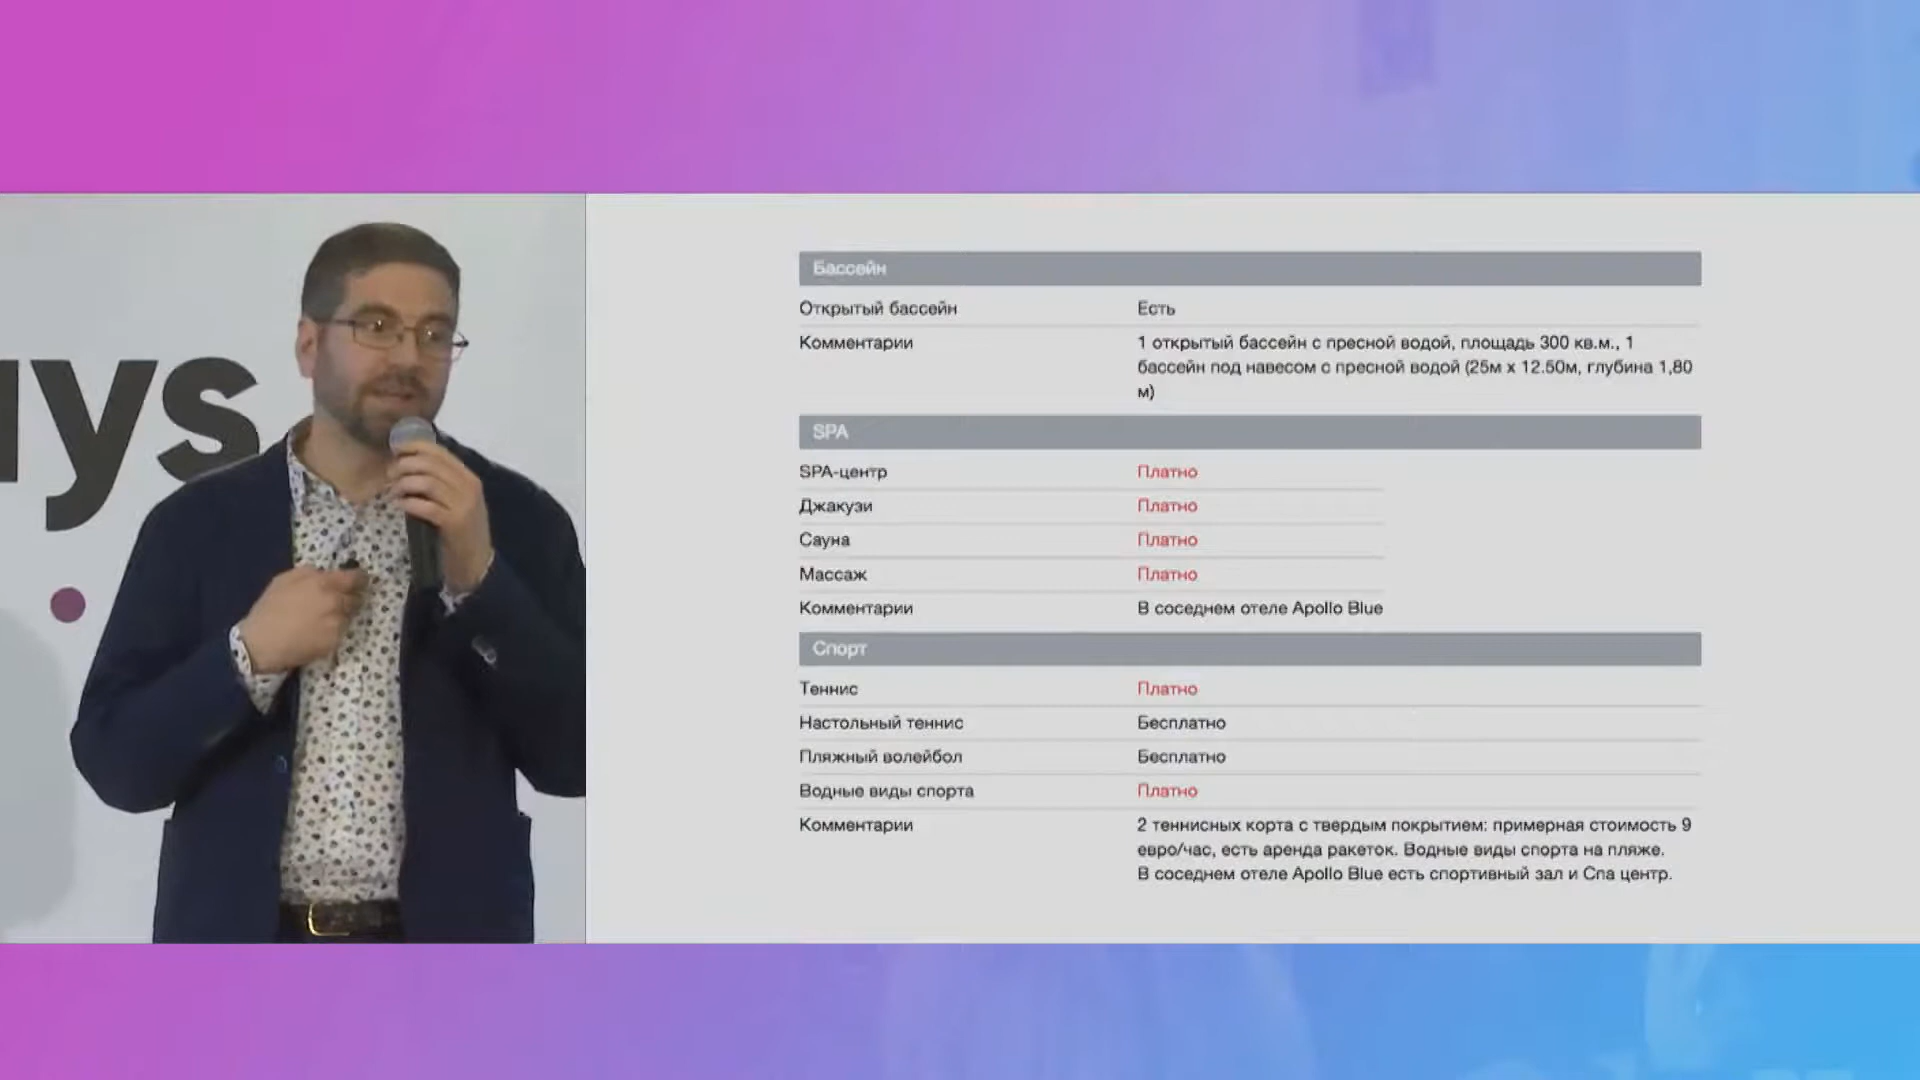 ys
Бассейн
Открытый бассейн Есть
Комментарии 1 открытый бассейн с пресной водой, площадь 300 кв.м., 1
бассейн под навесом с пресной водой (25м x 12.50м, глубина 1,80
м)
SPA
SPA-центр Платно
Джакузи Платно
Сауна Платно
Массаж Платно
Комментарии В соседнем отеле Apollo Blue
Спорт
Теннис Платно
Настольный теннис Бесплатно
Пляжный волейбол Бесплатно
Водные виды спорта Платно
Комментарии 2 теннисных корта с твердым покрытием: примерная стоимость 9
евро/час, есть аренда ракеток. Водные виды спорта на пляже.
В соседнем отеле Apollo Blue есть спортивный зал и Спа центр.